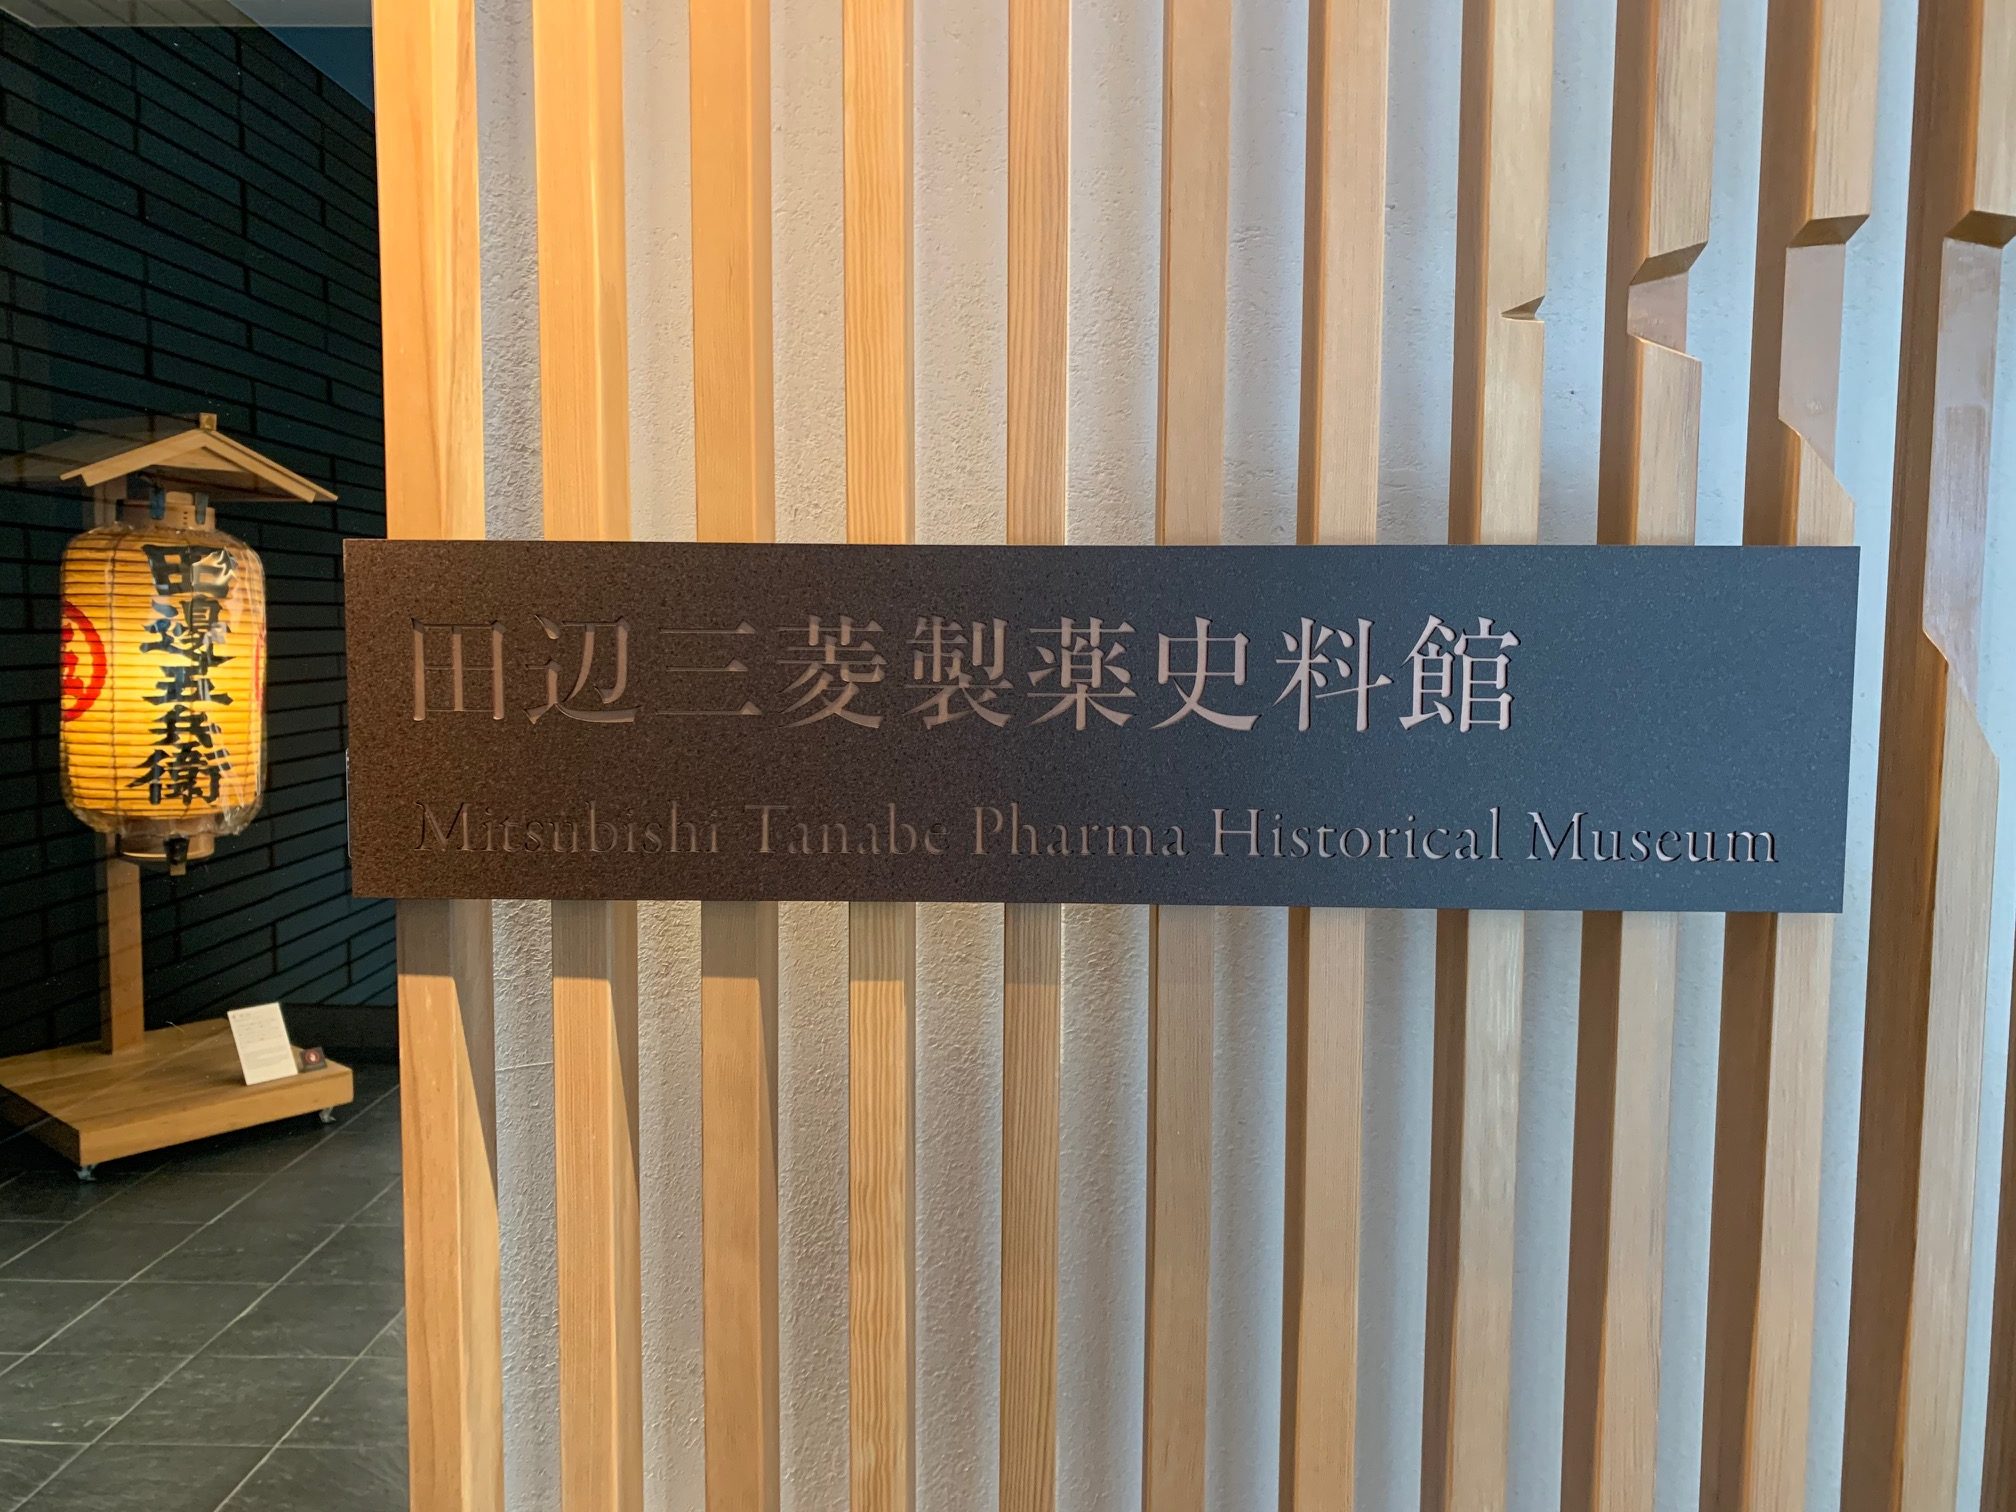 田邊五兵衛
田辺三菱製薬史料館
Mitsubishi Tanabe Pharma Historical Museum